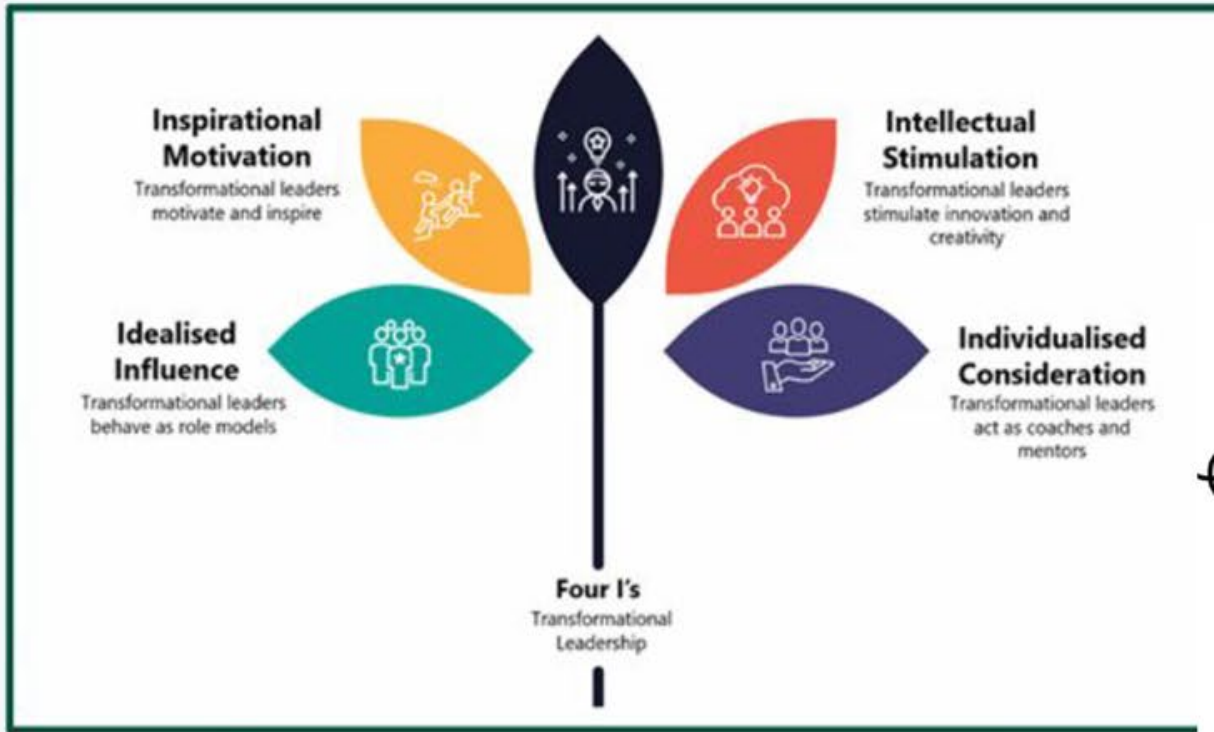 Inspirational
Motivation
Transformational leaders
motivate and inspire
Intellectual
Stimulation
Transformational leaders
stimulate innovation and
creativity
Idealised
Influence
Transformational leaders
behave as role models
Individualised
Consideration
Transformational leaders
act as coaches and
mentors
Four I's
Transformational
Leadership